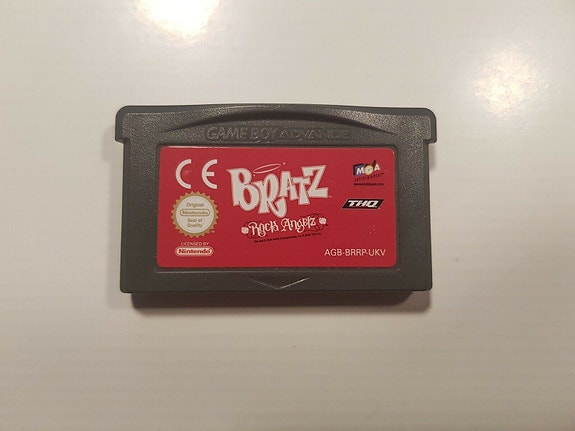 GAME BOY ADVANCE
CE
BRATZ
Rock Angelz
MGA
Original
Nintendo
Seal of
Quality
THQ
LICENSED BY
Nintendo
AGB-BRRP-UKV